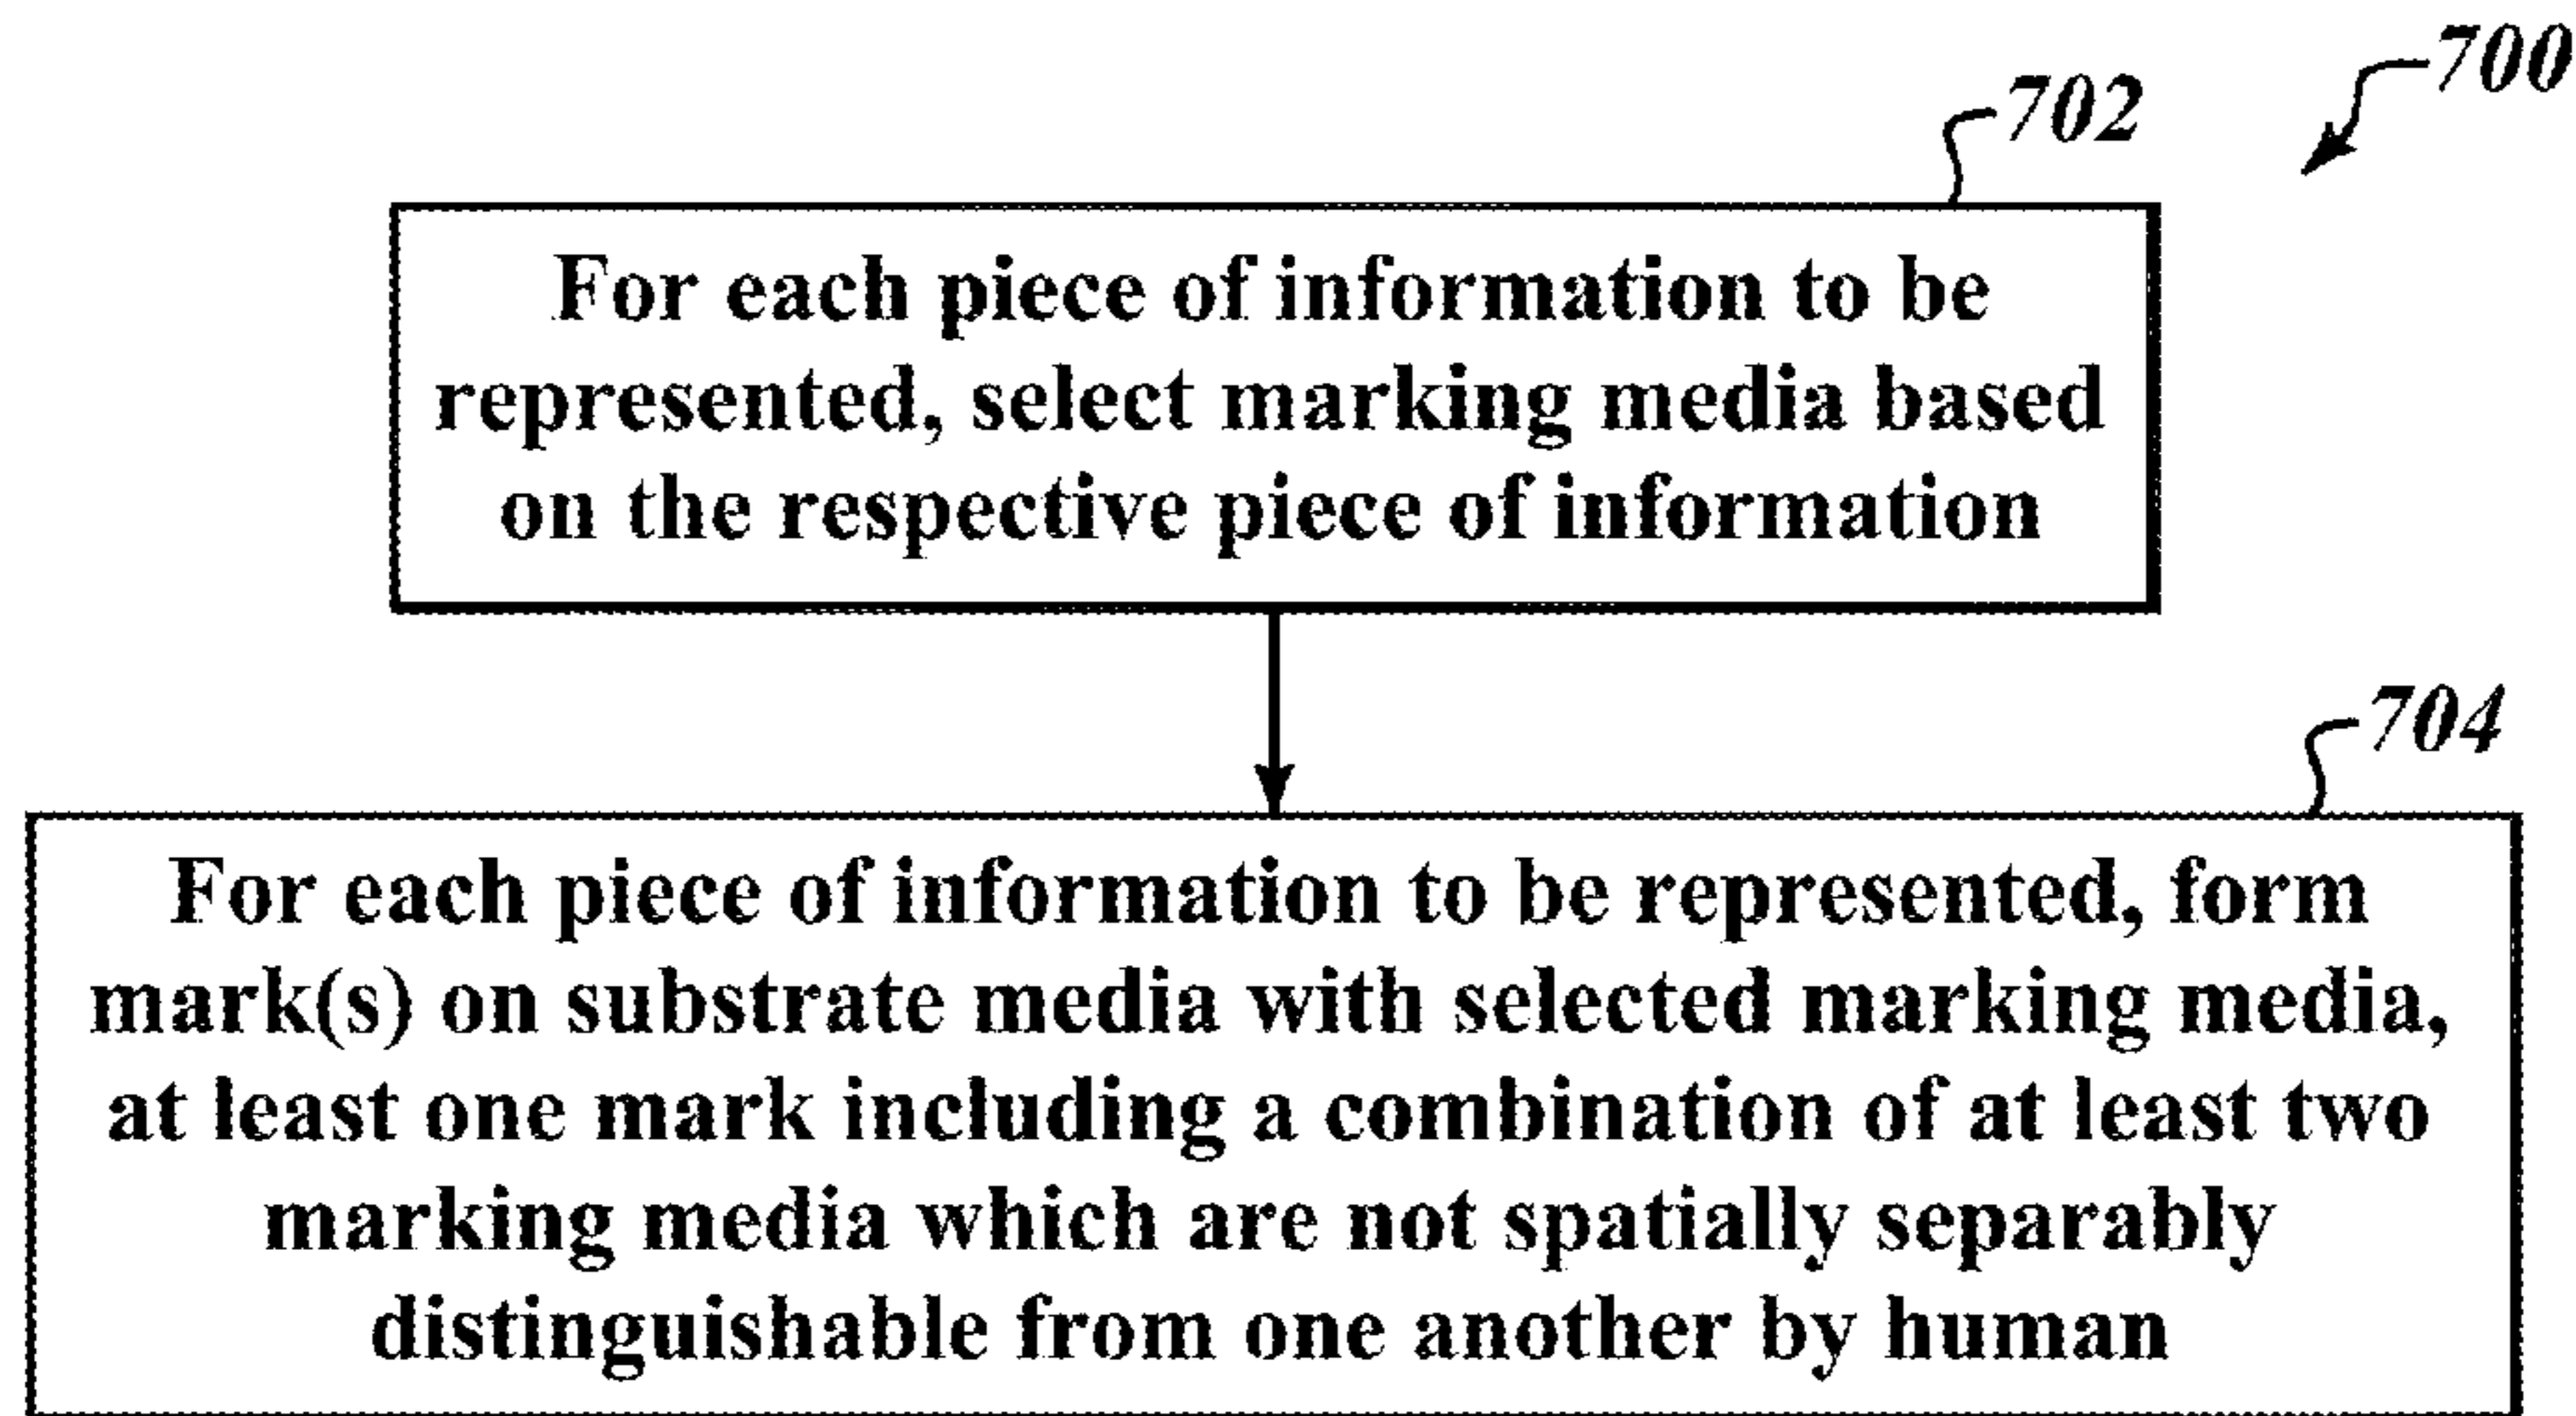 700
702
For each piece of information to be
represented, select marking media based
on the respective piece of information
704
For each piece of information to be represented, form
mark(s) on substrate media with selected marking media,
at least one mark including a combination of at least two
marking media which are not spatially separably
distinguishable from one another by human